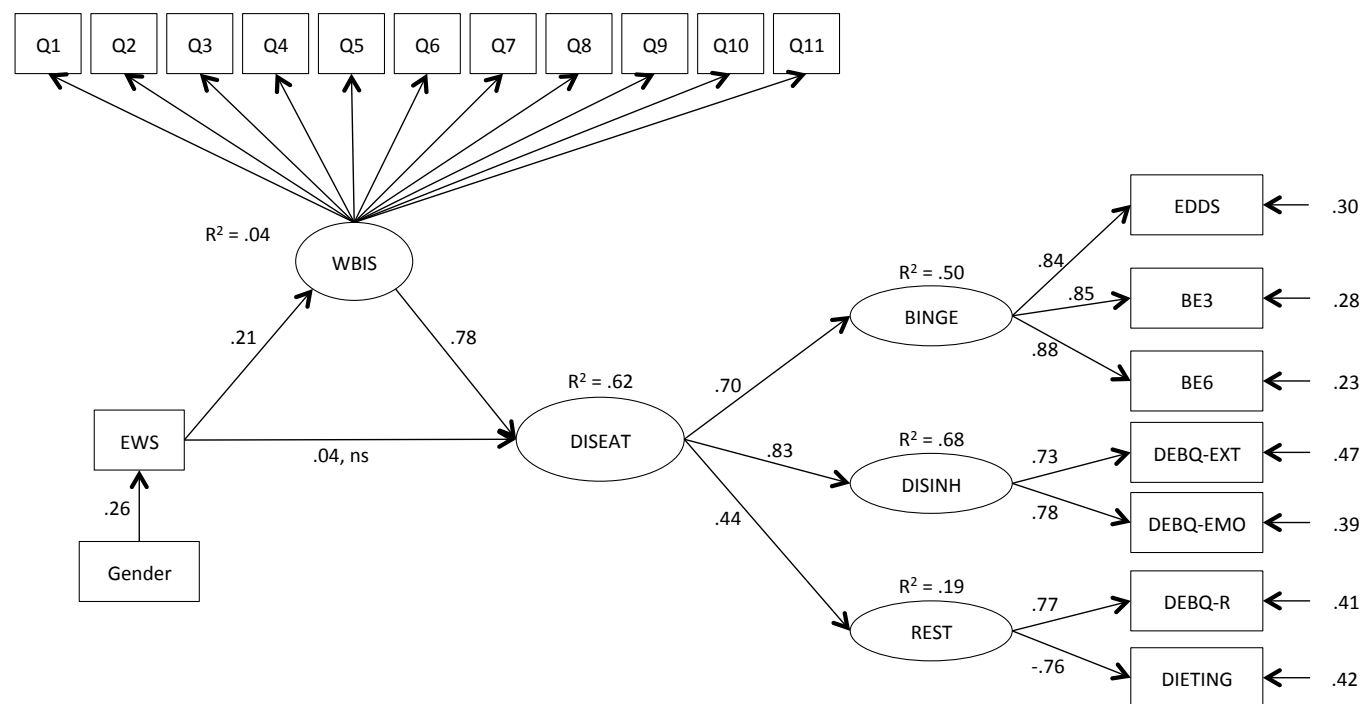 Q1 Q2 Q3 Q4 Q5 Q6 Q7 Q8 Q9 Q10 Q11
EDDS .30
R² = .04
WBIS
.84
R² = .50
BINGE
.85
BE3 .28
.88
.21
.78
BE6 .23
R² = .62
.70
EWS
DISEAT
.04, ns
.83
R² = .68
DISINH
.73
DEBQ-EXT .47
.78
DEBQ-EMO .39
.26
.44
Gender
R² = .19
REST
.77
DEBQ-R .41
-.76
DIETING .42